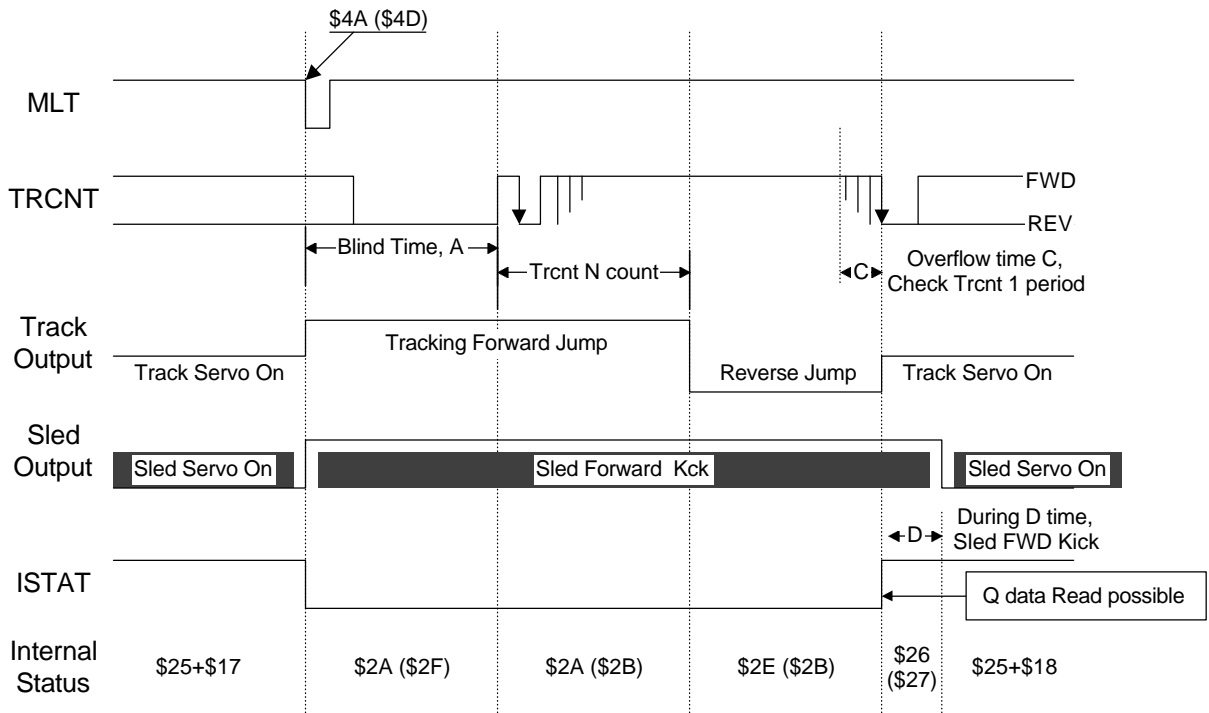 $4A ($4D)
MLT
TRCNT
FWD
REV
Blind Time, A
Trcnt N count
C
Overflow time C,
Check Trcnt 1 period
Track
Output
Track Servo On
Tracking Forward Jump
Reverse Jump
Track Servo On
Sled
Output
Sled Servo On
Sled Forward Kck
Sled Servo On
D
During D time,
Sled FWD Kick
ISTAT
Q data Read possible
Internal
Status
$25+$17
$2A ($2F)
$2A ($2B)
$2E ($2B)
$26
($27)
$25+$18